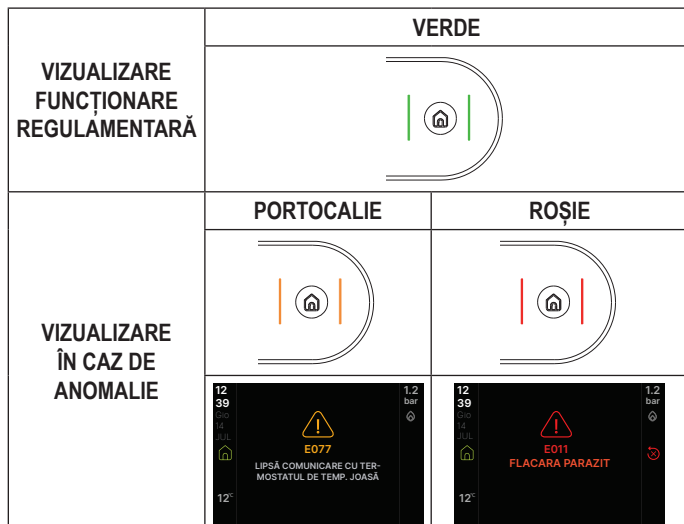 VERDE
VIZUALIZARE
FUNCȚIONARE
REGULAMENTARĂ
PORTOCALIE
ROȘIE
VIZUALIZARE
ÎN CAZ DE
ANOMALIE
12
39
Gio
14
JUL
12°C
E077
LIPSĂ COMUNICARE CU TER-
MOSTATUL DE TEMP. JOASĂ
1.2
bar
12
39
Gio
14
JUL
12°C
E011
FLACARA PARAZIT
1.2
bar